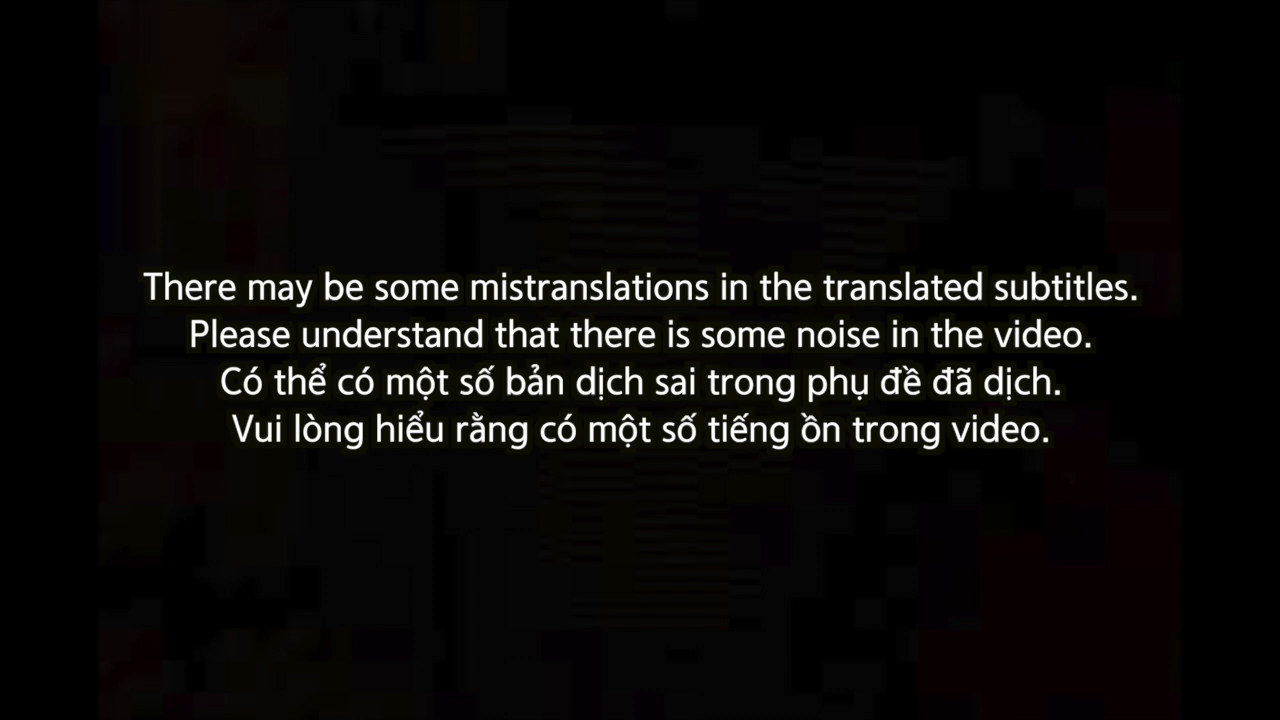 There may be some mistranslations in the translated subtitles.
Please understand that there is some noise in the video.
Có thể có một số bản dịch sai trong phụ đề đã dịch.
Vui lòng hiểu rằng có một số tiếng ồn trong video.